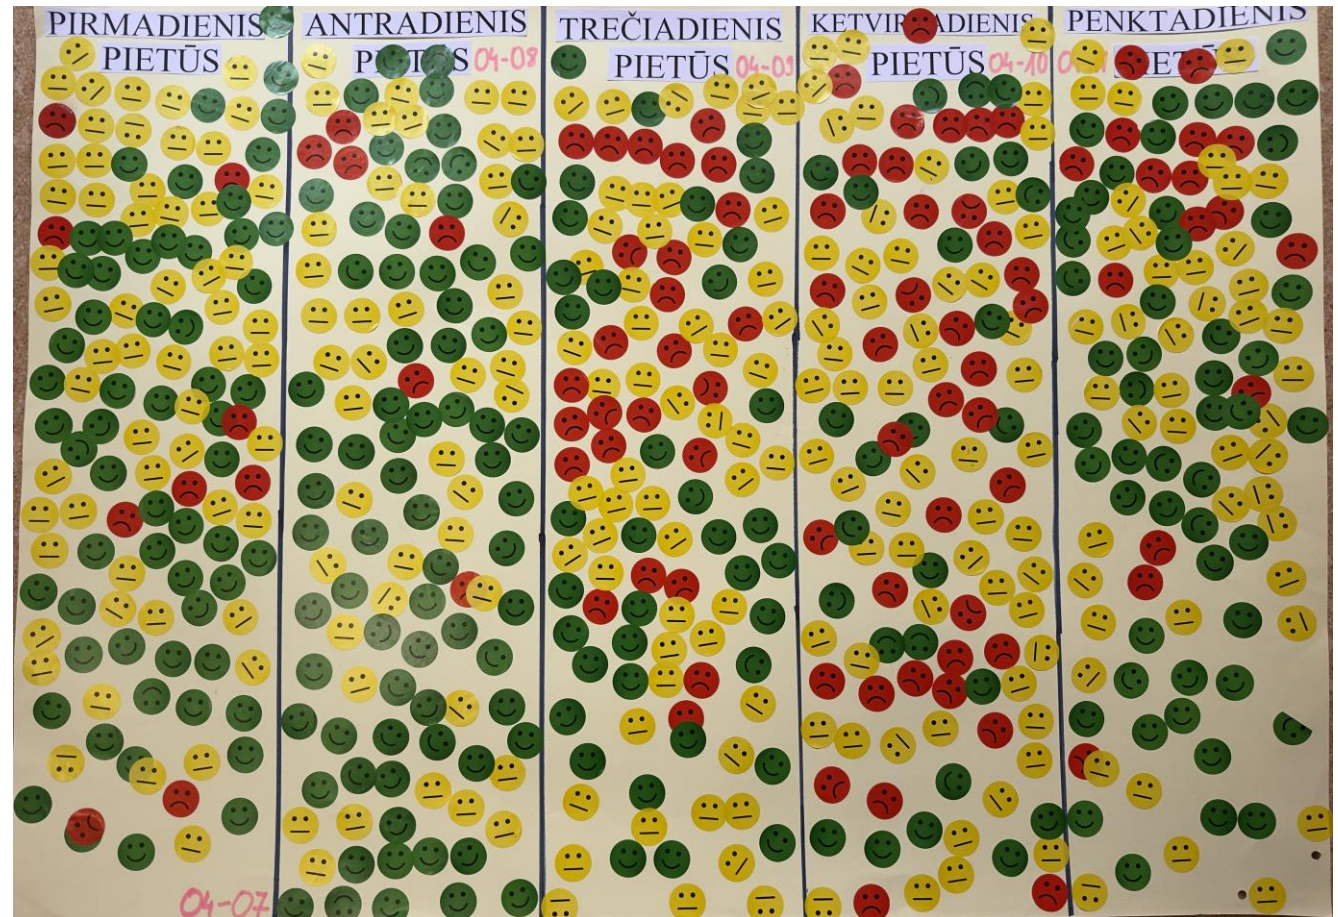 PIRMADIENIS
PIETŪS
04-07
ANTRADIENIS
04-08
TREČIADIENIS
PIETŪS 04-09
PIETŪS 04-10
PENKTADIENIS